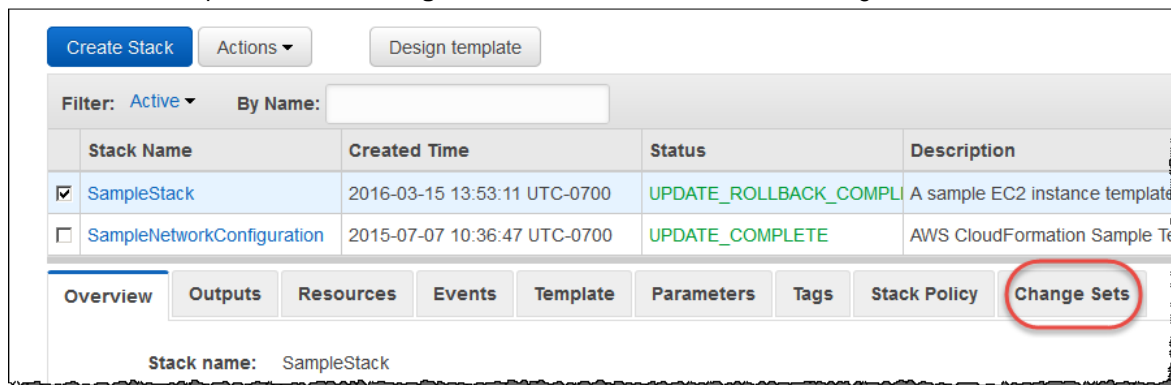 Create Stack Actions Design template
Filter: Active By Name:
Stack Name Created Time Status Description
SampleStack 2016-03-15 13:53:11 UTC-0700 UPDATE_ROLLBACK_COMPL A sample EC2 instance template
SampleNetworkConfiguration 2015-07-07 10:36:47 UTC-0700 UPDATE_COMPLETE AWS CloudFormation Sample
Overview Outputs Resources Events Template Parameters Tags Stack Policy Change Sets
Stack name: SampleStack